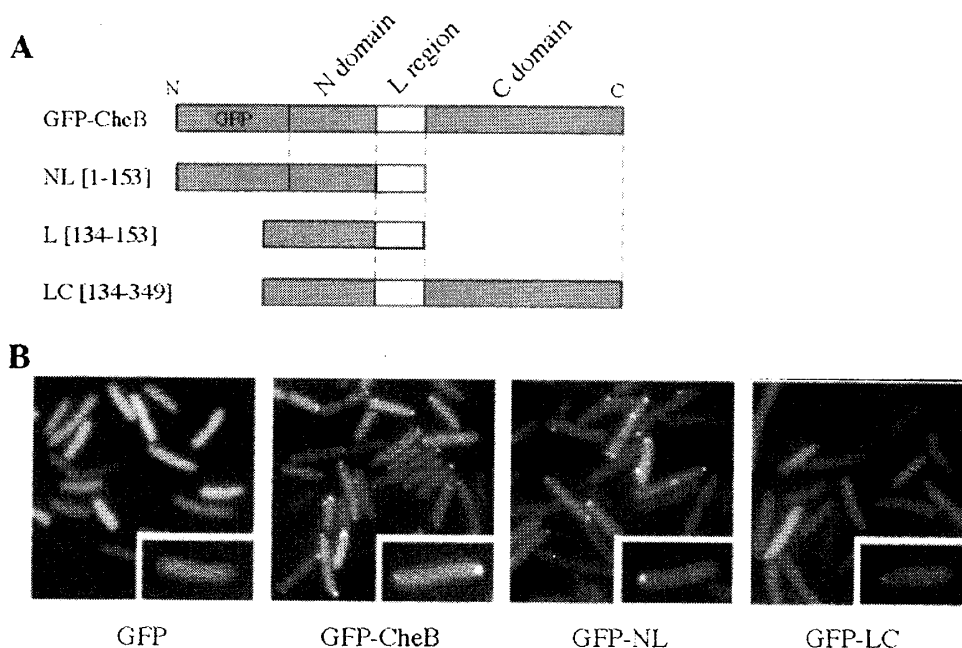 A
N domain
L region
C domain
N
C
GFP-CheB
GFP
NL [1-153]
L [134-153]
LC [134-349]
B
GFP
GFP-CheB
GFP-NL
GFP-LC